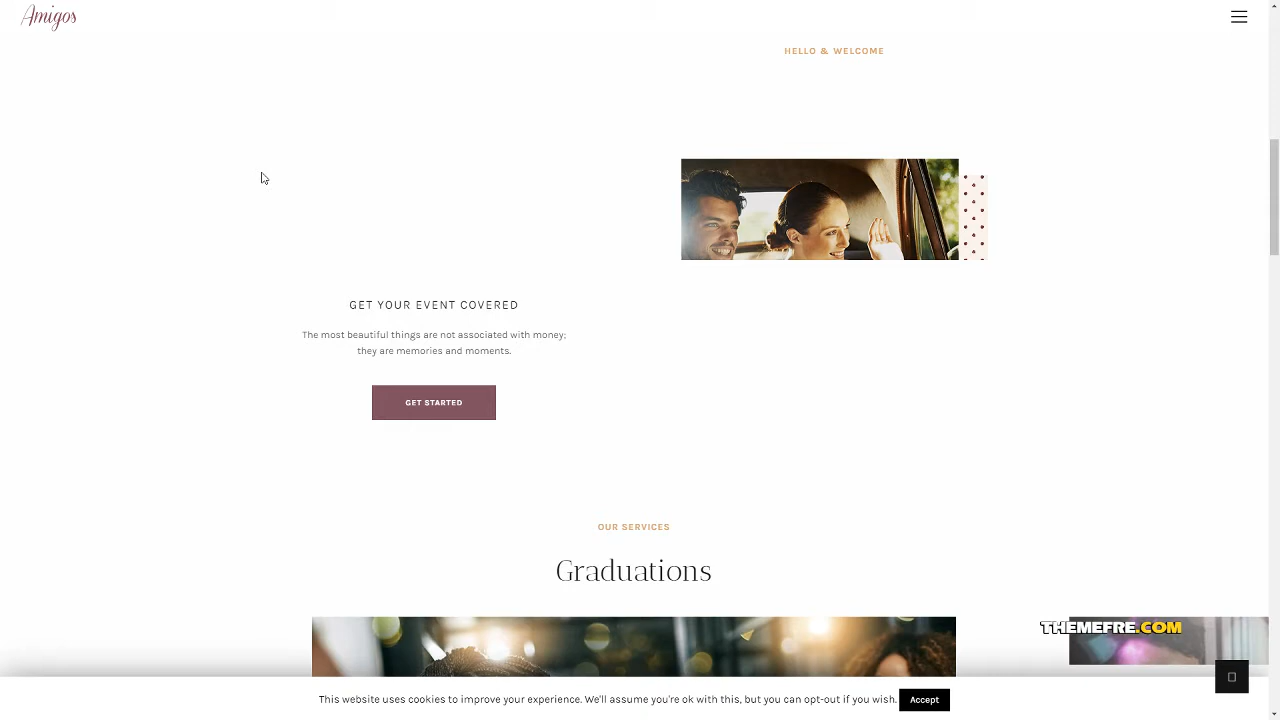 Amigos
HELLO & WELCOME
GET YOUR EVENT COVERED
The most beautiful things are not associated with money;
they are memories and moments.
GET STARTED
OUR SERVICES
Graduations
THEMEFRE.COM
This website uses cookies to improve your experience. We'll assume you're ok with this, but you can opt-out if you wish. Accept